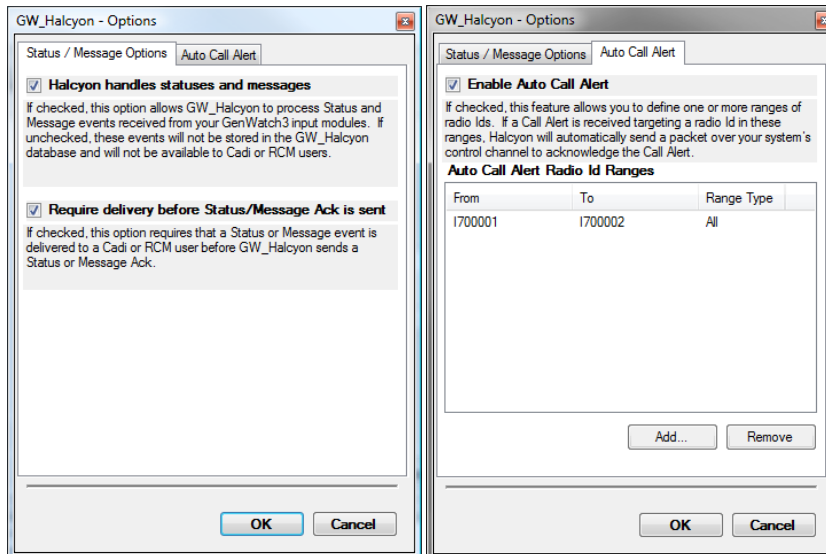 GW_Halcyon - Options
Status / Message Options
Auto Call Alert
Halcyon handles statuses and messages
If checked, this option allows GW_Halcyon to process Status and
Message events received from your GenWatch3 input modules. If
unchecked, these events will not be stored in the GW_Halcyon
database and will not be available to Cadi or RCM users.
Require delivery before Status/Message Ack is sent
If checked, this option requires that a Status or Message event is
delivered to a Cadi or RCM user before GW_Halcyon sends a
Status or Message Ack.
OK
Cancel
GW_Halcyon - Options
Status / Message Options
Auto Call Alert
Enable Auto Call Alert
If checked, this feature allows you to define one or more ranges of
radio Ids. If a Call Alert is received targeting a radio Id in these
ranges, Halcyon will automatically send a packet over your system's
control channel to acknowledge the Call Alert.
Auto Call Alert Radio Id Ranges
From To Range Type
I700001 I700002 All
Add...
Remove
OK
Cancel